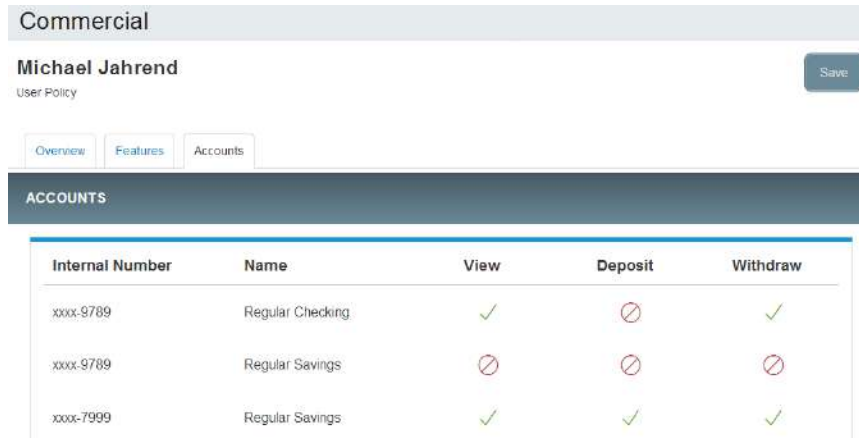 Commercial
Michael Jahrend
Save
User Policy
Overview Features Accounts
ACCOUNTS
Internal Number Name View Deposit Withdraw
xxxx-9789 Regular Checking
xxxx-9789 Regular Savings
xxxx-7999 Regular Savings